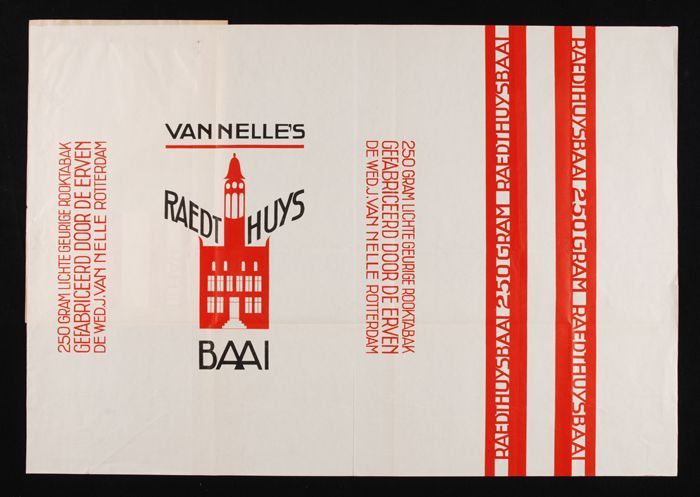 250 GRAM LICHTE GEURIGE ROOKTABAK
GEFABRICEERD DOOR DE ERVEN
DE WED. J. VAN NELLE ROTTERDAM
VAN NELLE'S
RAEDT HUYS
BAAI
250 GRAM LICHTE GEURIGE ROOKTABAK
GEFABRICEERD DOOR DE ERVEN
DE WED. J. VAN NELLE ROTTERDAM
RAEDTHUYSBAAI 250 GRAM RAEDTHUYSBAAI
RAEDTHUYSBAAI 250 GRAM RAEDTHUYSBAAI